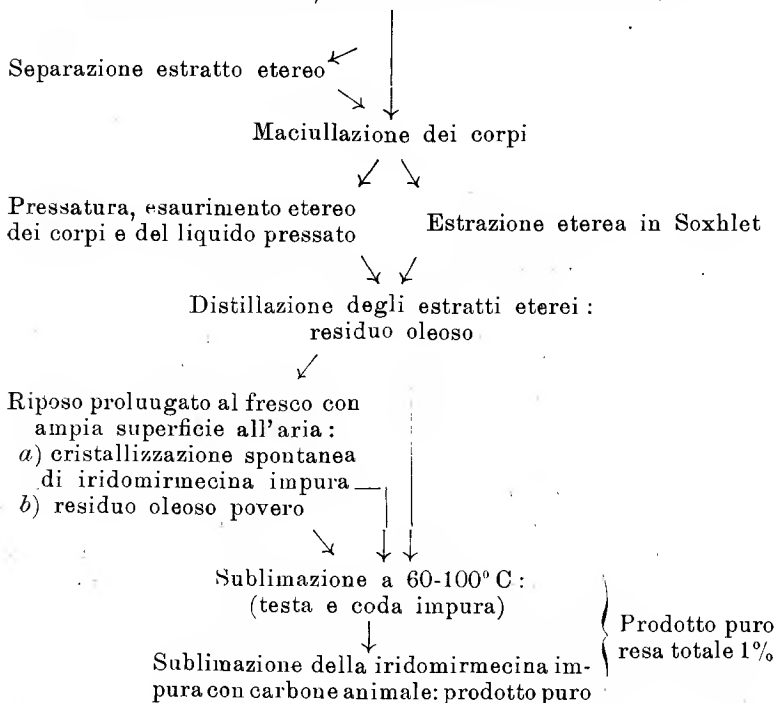 Separazione estratto etereo
Maciullazione dei corpi
Pressatura, esaurimento etereo
dei corpi e del liquido pressato
Estrazione eterea in Soxhlet
Distillazione degli estratti eterei :
residuo oleoso
Riposo proluugato al fresco con
ampia superficie all'aria :
a) cristallizzazione spontanea
di iridomirmecina impura
b) residuo oleoso povero
Sublimazione a 60-100° C :
(testa e coda impura)
Sublimazione della iridomirmecina im-
pura con carbone animale: prodotto puro
Prodotto puro
resa totale 1%